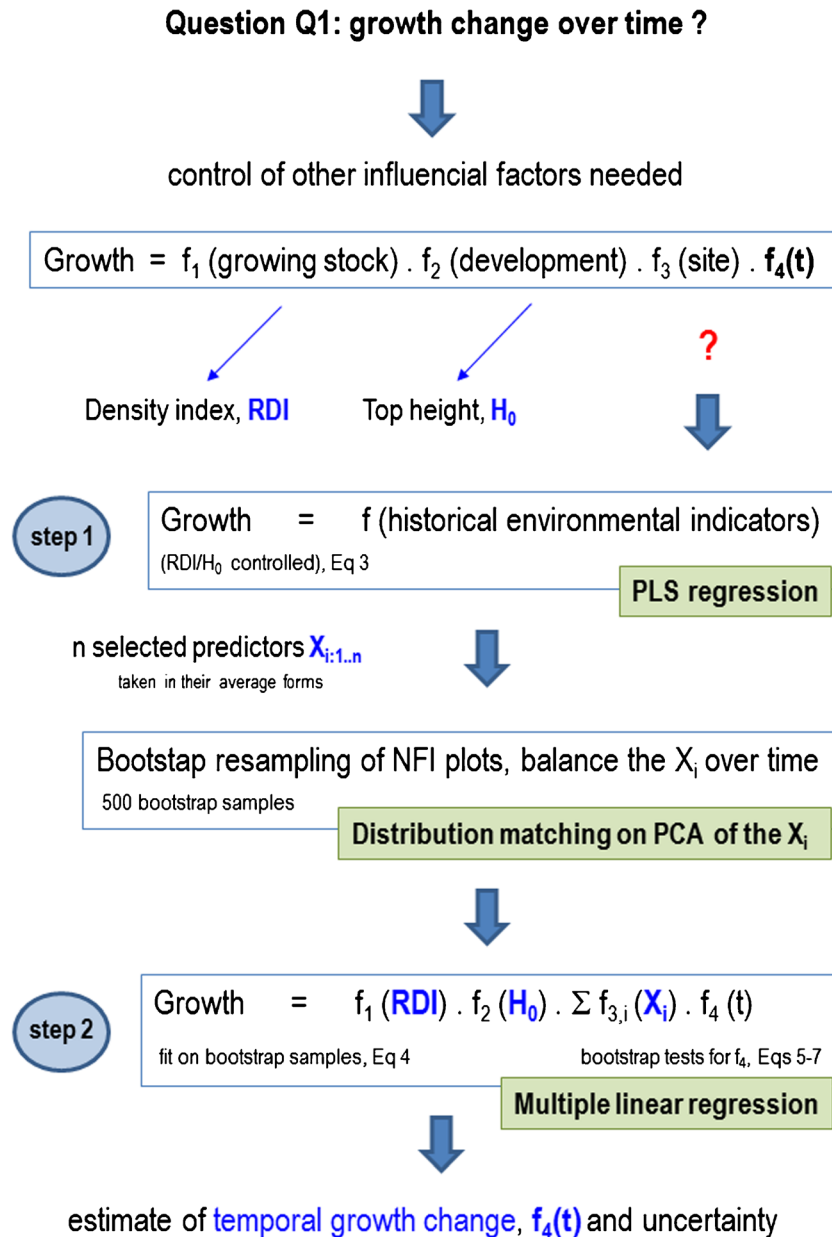 Question Q1: growth change over time ?
control of other influencial factors needed
Growth = f₁ (growing stock) . f₂ (development) . f₃ (site) . f₄(t)
?
Density index, RDI
Top height, H₀
step 1
Growth = f (historical environmental indicators)
(RDI/H₀ controlled), Eq 3
PLS regression
n selected predictors Xᵢ:₁..ₙ
taken in their average forms
Bootstap resampling of NFI plots, balance the Xᵢ over time
500 bootstrap samples
Distribution matching on PCA of the Xᵢ
step 2
Growth = f₁ (RDI) . f₂ (H₀) . Σ f₃,ᵢ (Xᵢ) . f₄ (t)
fit on bootstrap samples, Eq 4
bootstrap tests for f₄, Eqs 5-7
Multiple linear regression
estimate of temporal growth change, f₄(t) and uncertainty